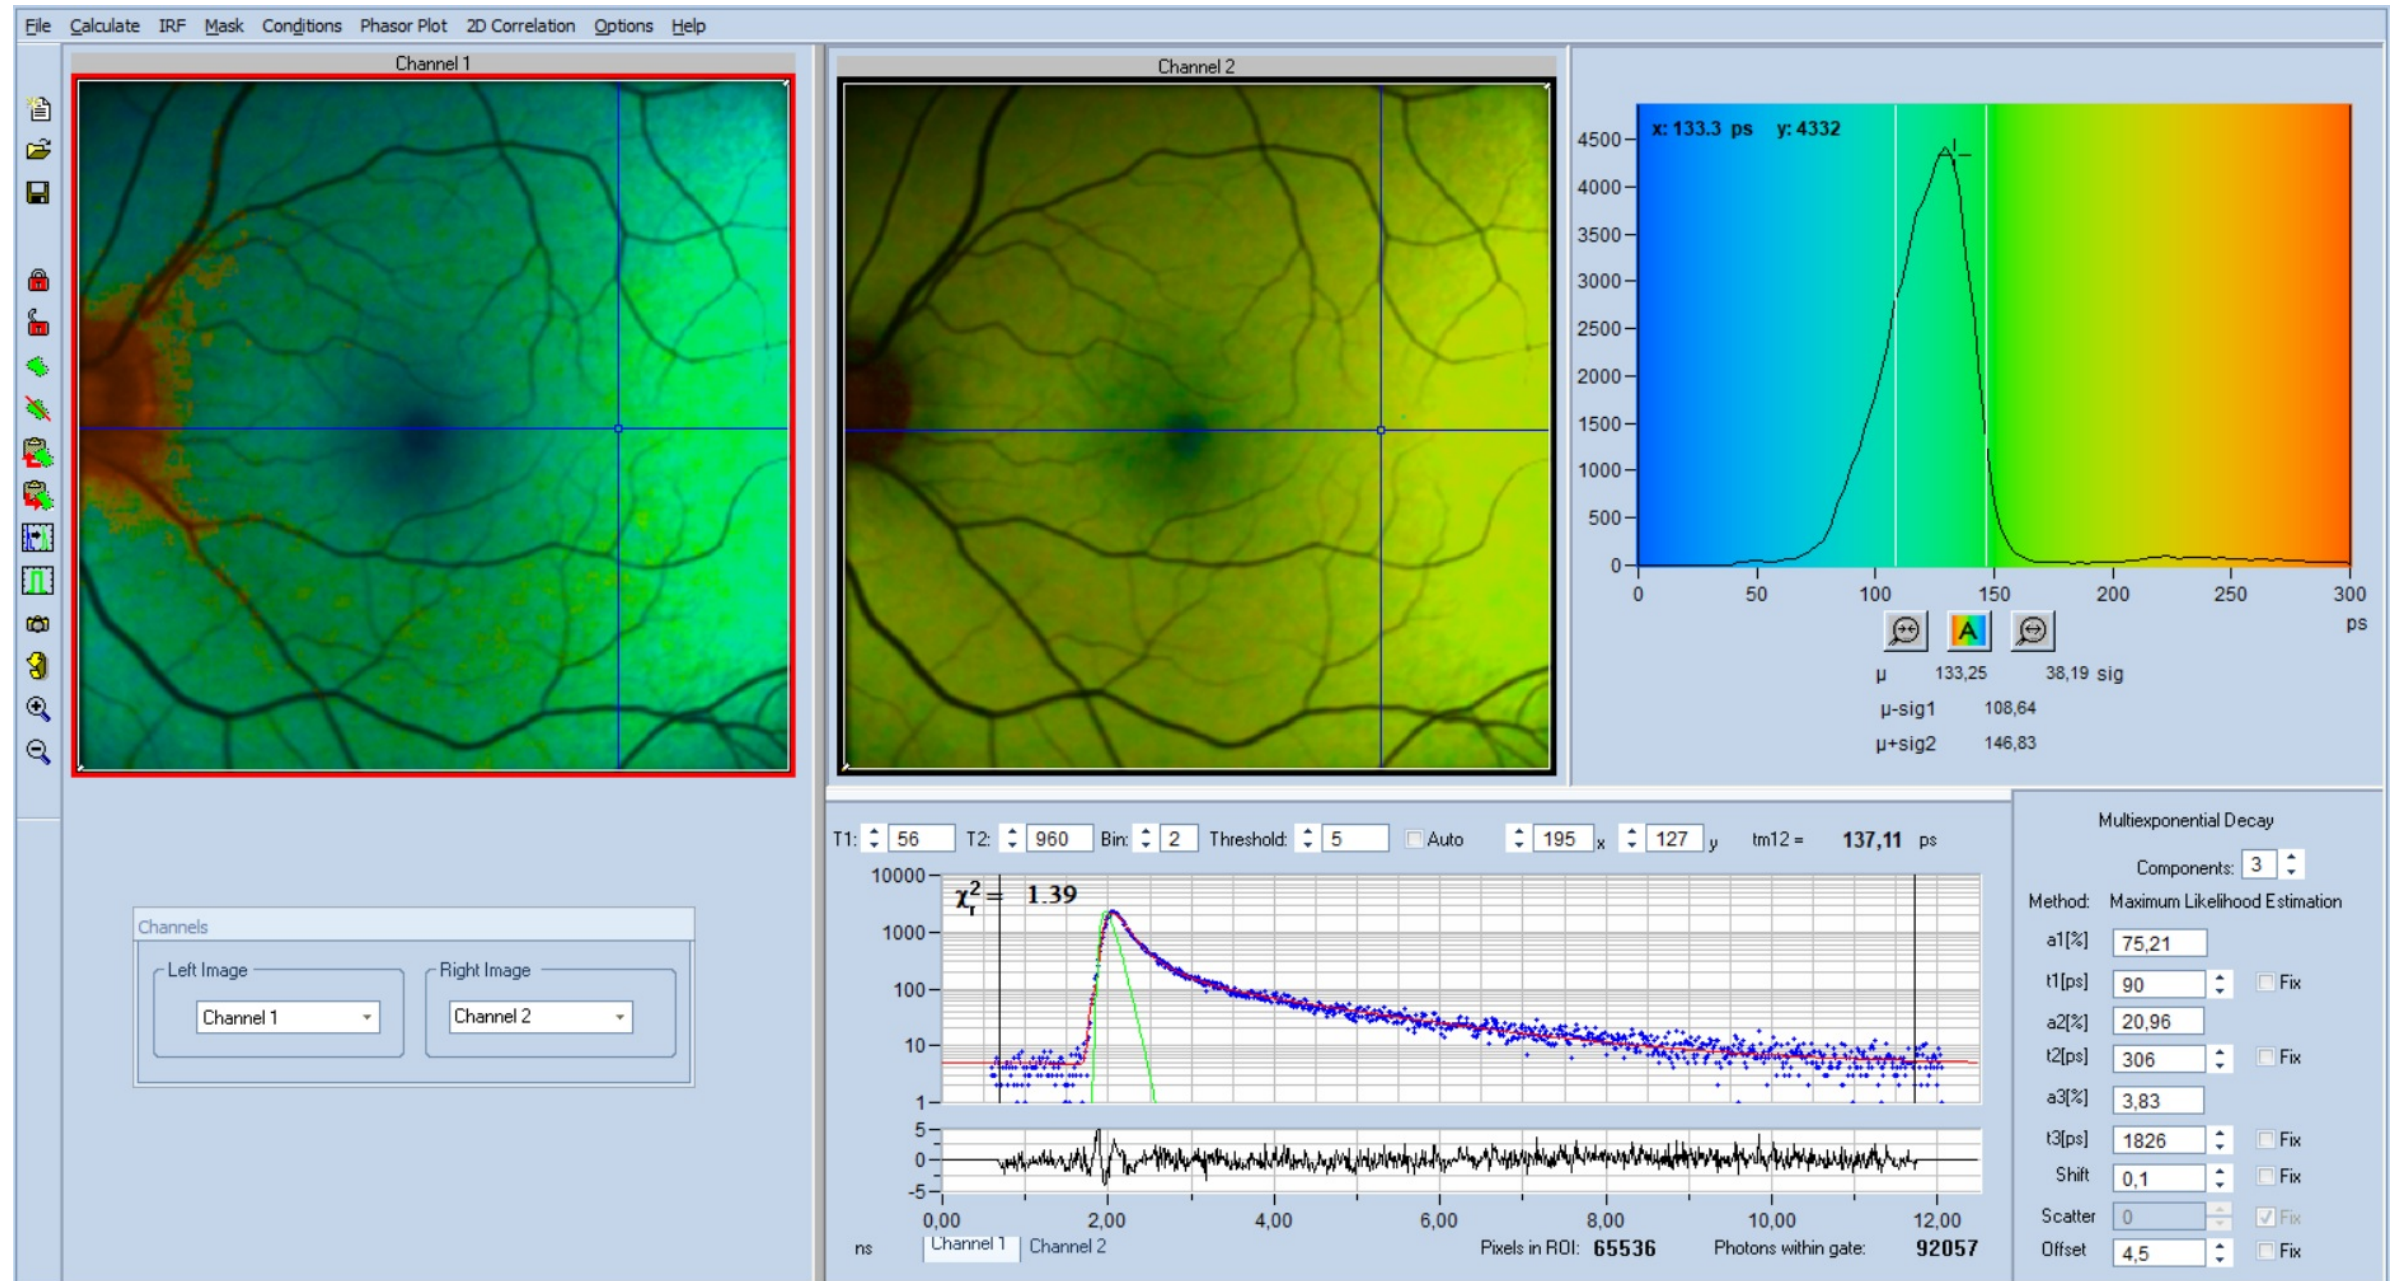 File Calculate IRF Mask Conditions Phasor Plot 2D Correlation Options Help
Channel 1
Channel 2
x: 133.3 ps y: 4332
4500
4000
3500
3000
2500
2000
1500
1000
500
0
0 50 100 150 200 250 300
ps
A
μ 133,25 38,19 sig
μ-sig1 108,64
μ+sig2 146,83
Channels
Left Image Right Image
Channel 1 Channel 2
T1: 56 T2: 960 Bin: 2 Threshold: 5 Auto 195 x 127 y tm12 = 137,11 ps
χ²r = 1.39
10000
1000
100
10
1
5
0
-5
0,00 2,00 4,00 6,00 8,00 10,00 12,00
ns Channel 1 Channel 2 Pixels in ROI: 65536 Photons within gate: 92057
Multiexponential Decay
Components: 3
Method: Maximum Likelihood Estimation
a1[%] 75,21
t1[ps] 90 Fix
a2[%] 20,96
t2[ps] 306 Fix
a3[%] 3,83
t3[ps] 1826 Fix
Shift 0,1 Fix
Scatter 0 Fix
Offset 4,5 Fix